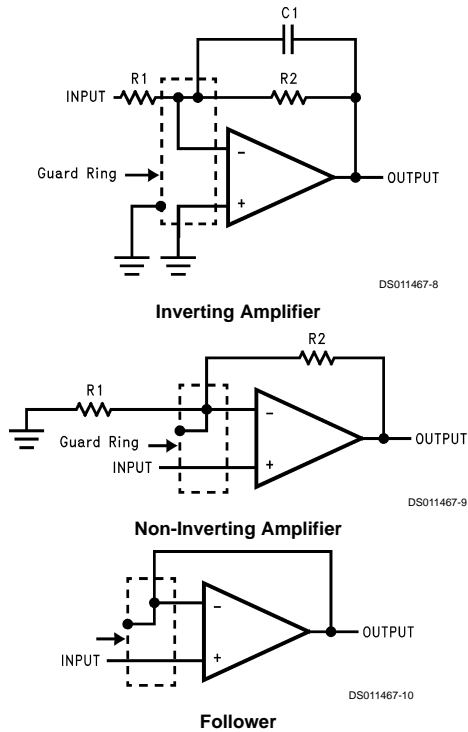 C1
R1
R2
INPUT
−
Guard Ring
OUTPUT
+
DS011467-8
Inverting Amplifier
R2
R1
−
Guard Ring
OUTPUT
INPUT
+
DS011467-9
Non-Inverting Amplifier
−
OUTPUT
INPUT
+
DS011467-10
Follower